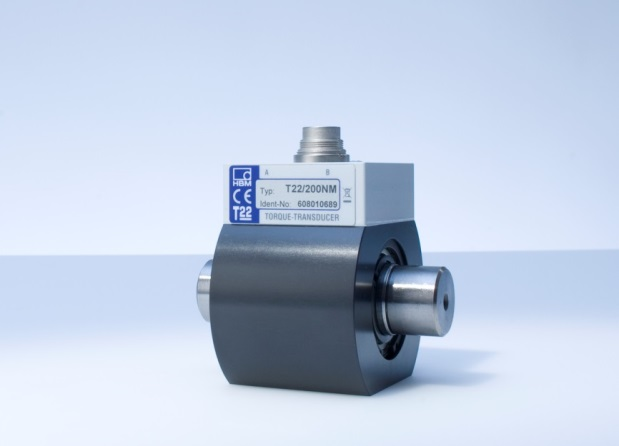 A B
HBM
CE
T22
Typ: T22/200NM
Ident-No: 608010689
TORQUE-TRANSDUCER